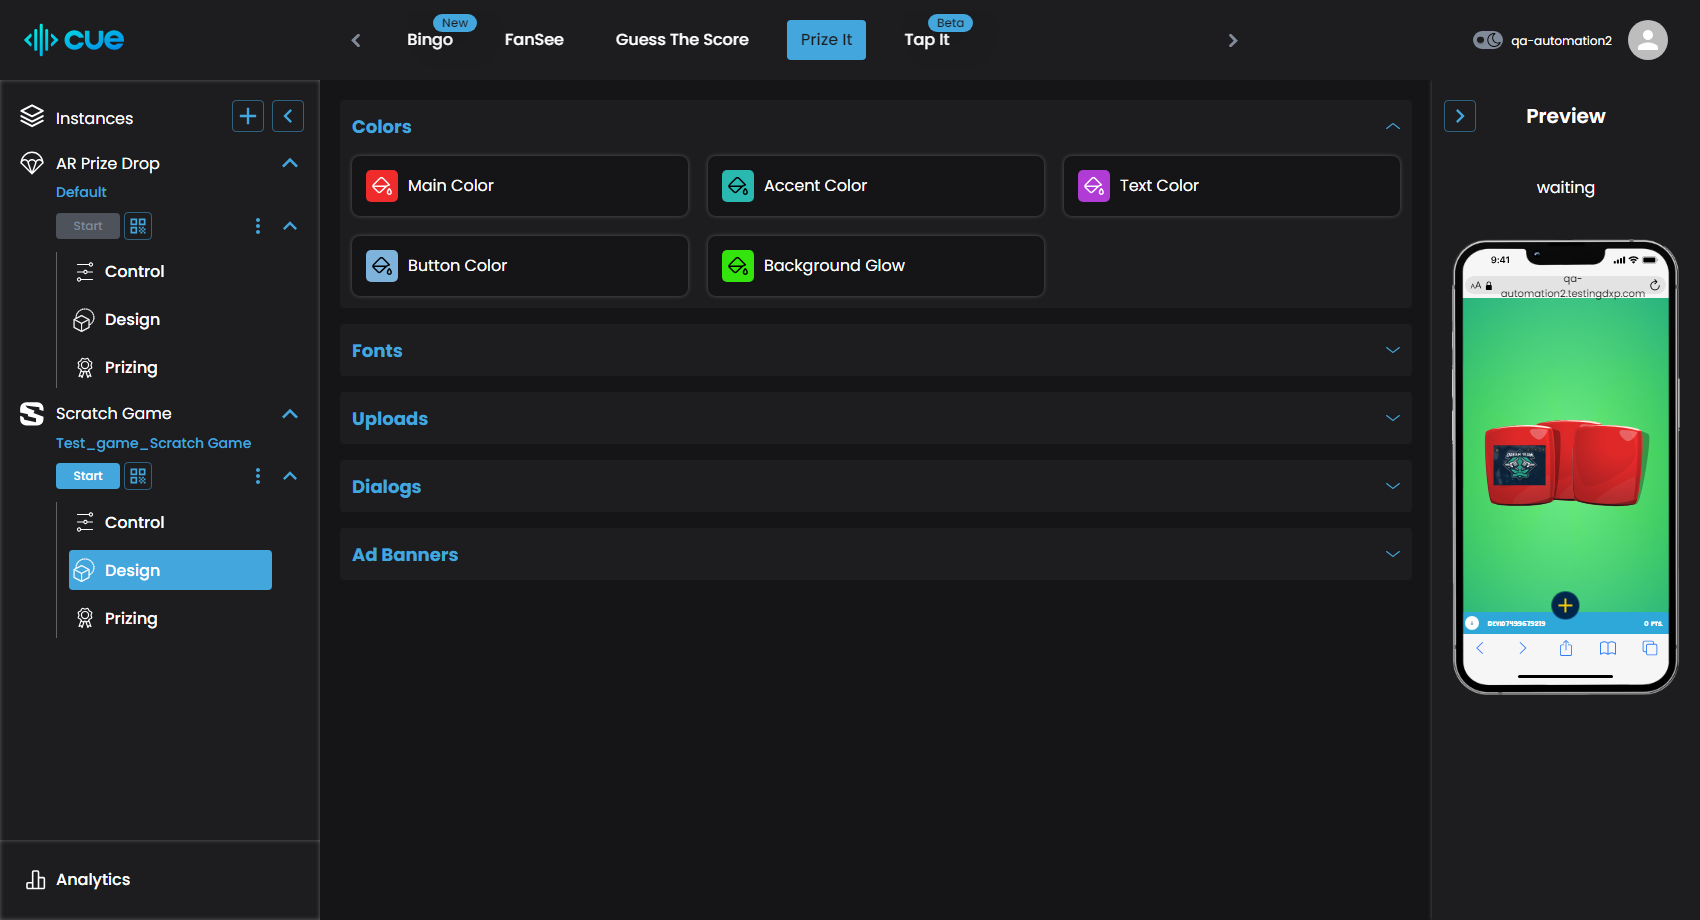 cue
Bingo
New
FanSee
Guess The Score
Prize It
Tap It
Beta
qa-automation2
Instances
AR Prize Drop
Default
Start
Control
Design
Prizing
Scratch Game
Test_game_Scratch Game
Start
Control
Design
Prizing
Analytics
Colors
Main Color
Accent Color
Text Color
Button Color
Background Glow
Fonts
Uploads
Dialogs
Ad Banners
Preview
waiting
9:41
AA
qa-
automation2.testingdxp.com
0 PTS.